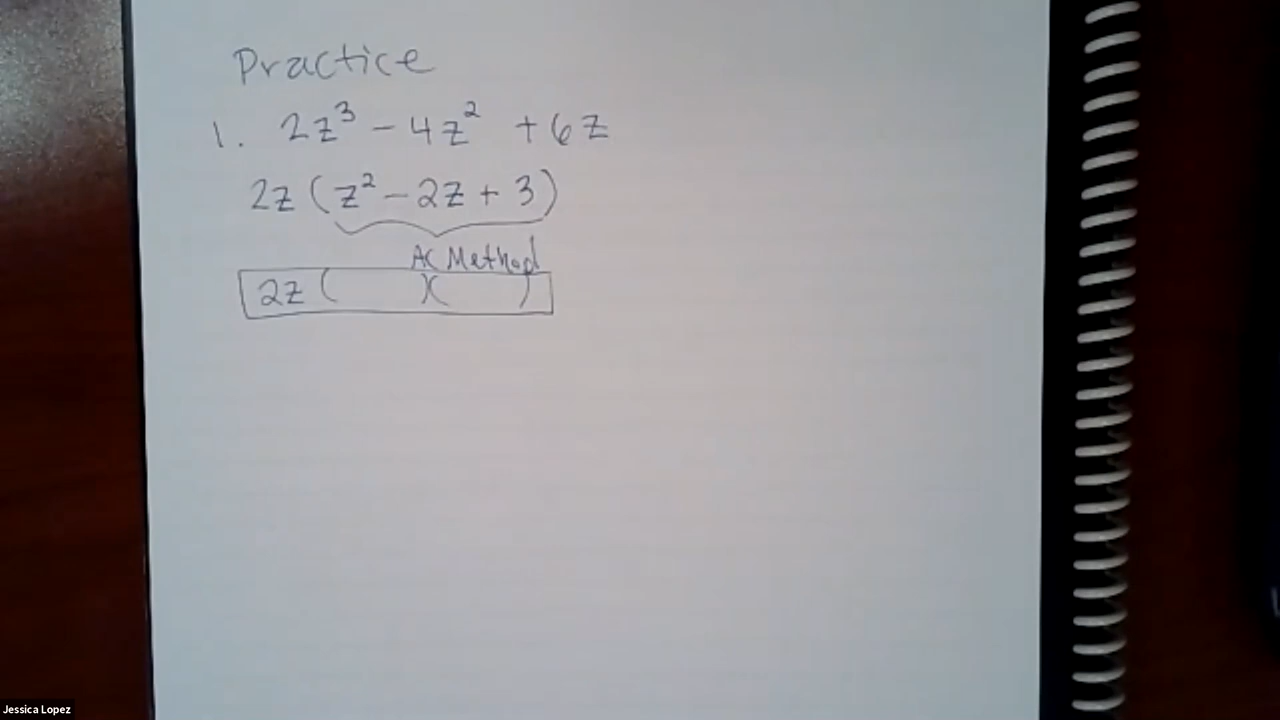 Practice
1. 2z³ - 4z² + 6z
2z (z² - 2z + 3)
AC Method
2z ( )( )
Jessica Lopez